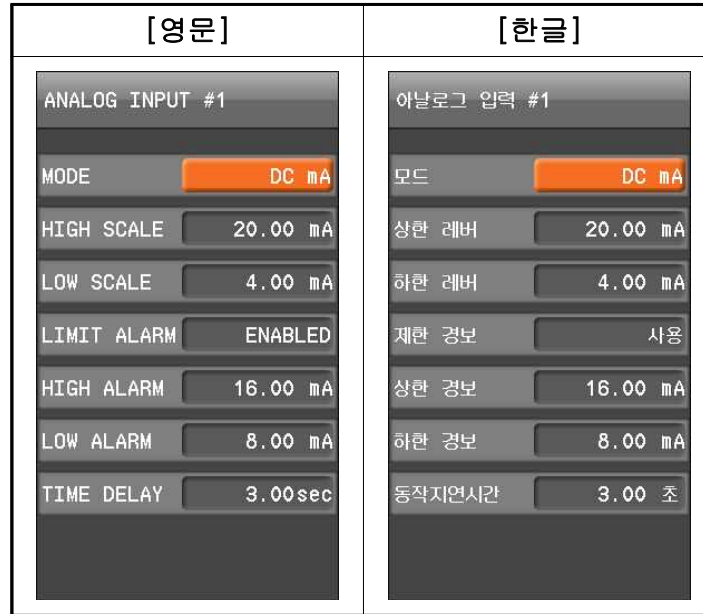 [영문] [한글]
ANALOG INPUT #1
MODE DC mA
HIGH SCALE 20.00 mA
LOW SCALE 4.00 mA
LIMIT ALARM ENABLED
HIGH ALARM 16.00 mA
LOW ALARM 8.00 mA
TIME DELAY 3.00sec
아날로그 입력 #1
모드 DC mA
상한 레버 20.00 mA
하한 레버 4.00 mA
제한 경보 사용
상한 경보 16.00 mA
하한 경보 8.00 mA
동작지연시간 3.00 초